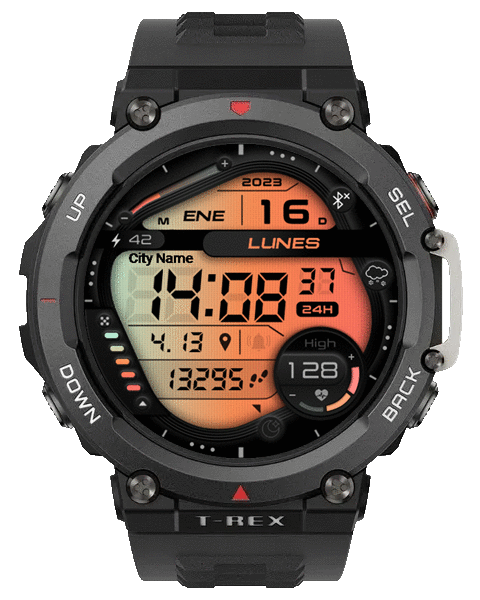 2023
M ENE 16 D
42 LUNES
City Name
14:08 37
24H
4.13
High
13295 128
UP
SEL
DOWN
BACK
T-REX